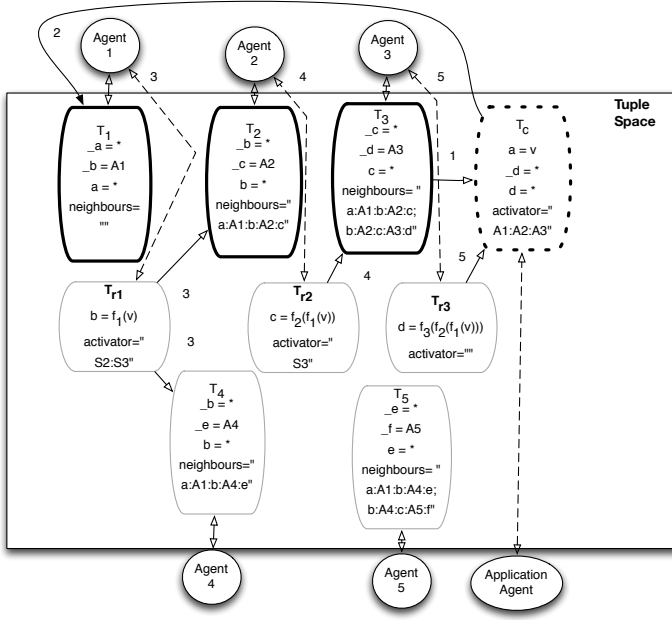 2
Agent
1
3
Agent
2
4
Agent
3
5
Tuple
Space
T1
_a = *
_b = A1
a = *
neighbours=
""
T2
_b = *
_c = A2
b = *
neighbours="
a:A1:b:A2:c"
T3
_c = *
_d = A3
c = *
neighbours= "
a:A1:b:A2:c;
b:A2:c:A3:d"
1
Tc
a = v
_d = *
d = *
activator="
A1:A2:A3"
Tr1
b = f1(v)
activator="
S2:S3"
3
3
Tr2
c = f2(f1(v))
activator="
S3"
4
Tr3
d = f3(f2(f1(v)))
activator=""
5
T4
_b = *
_e = A4
b = *
neighbours="
a:A1:b:A4:e"
T5
_e = *
_f = A5
e = *
neighbours= "
a:A1:b:A4:e;
b:A4:c:A5:f"
Agent
4
Agent
5
Application
Agent